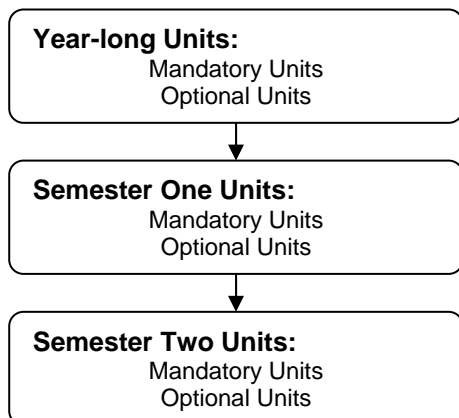 Year-long Units:
Mandatory Units
Optional Units
Semester One Units:
Mandatory Units
Optional Units
Semester Two Units:
Mandatory Units
Optional Units